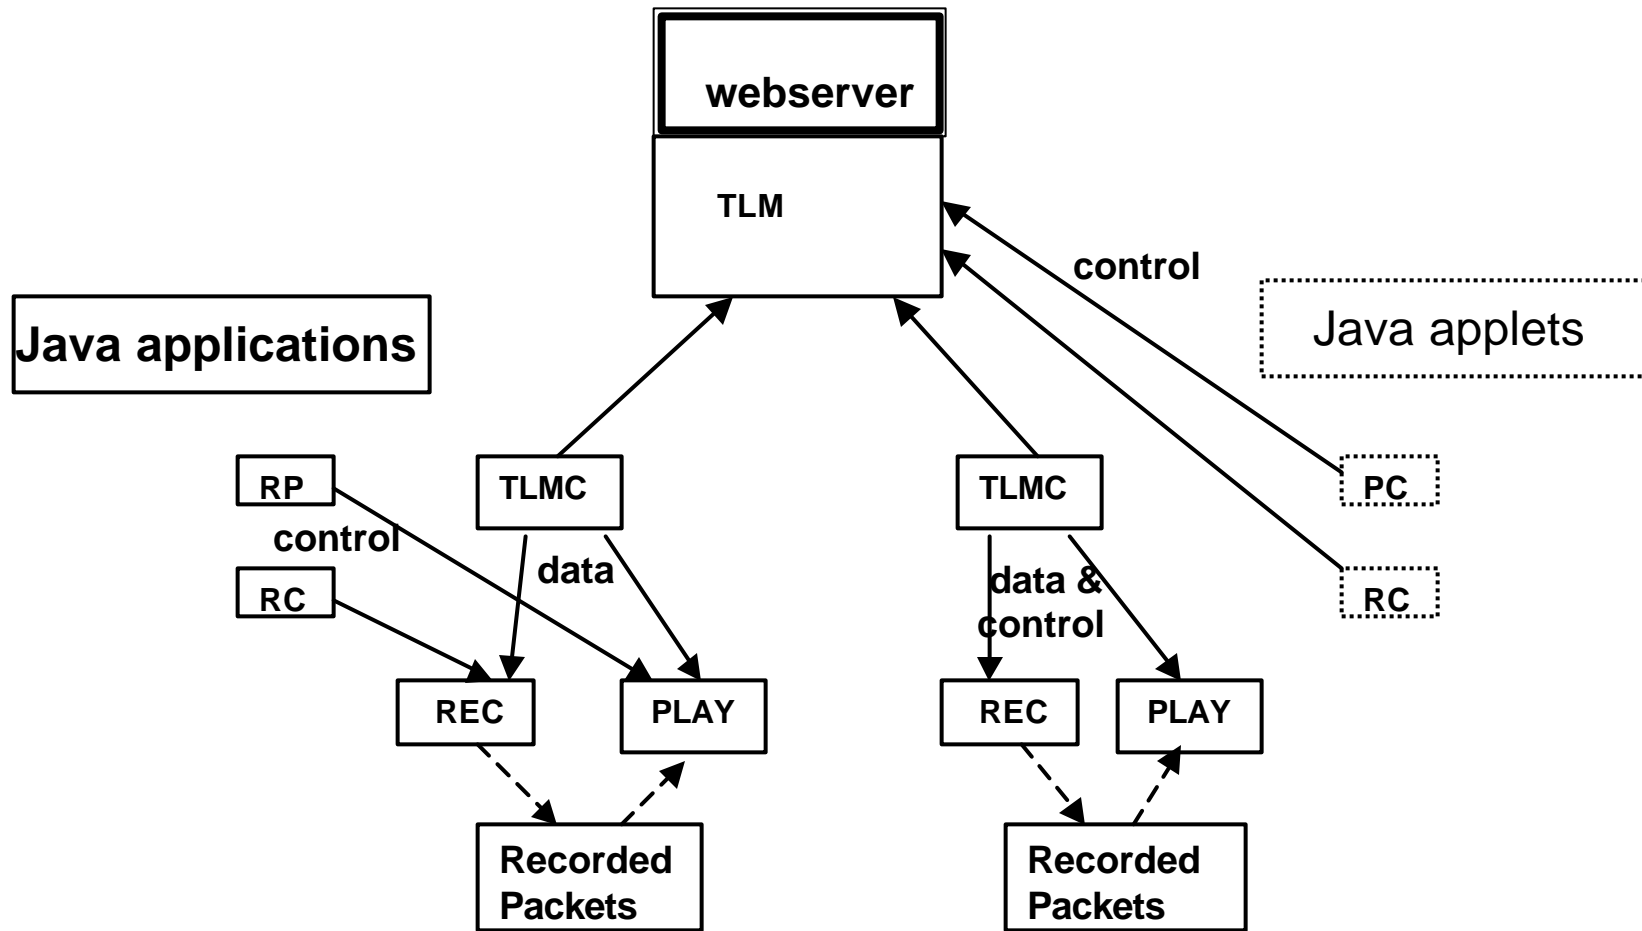 webserver
TLM
control
Java applications
Java applets
RP
TLMC
TLMC
PC
control
data
data &
control
RC
RC
REC
PLAY
REC
PLAY
Recorded
Packets
Recorded
Packets